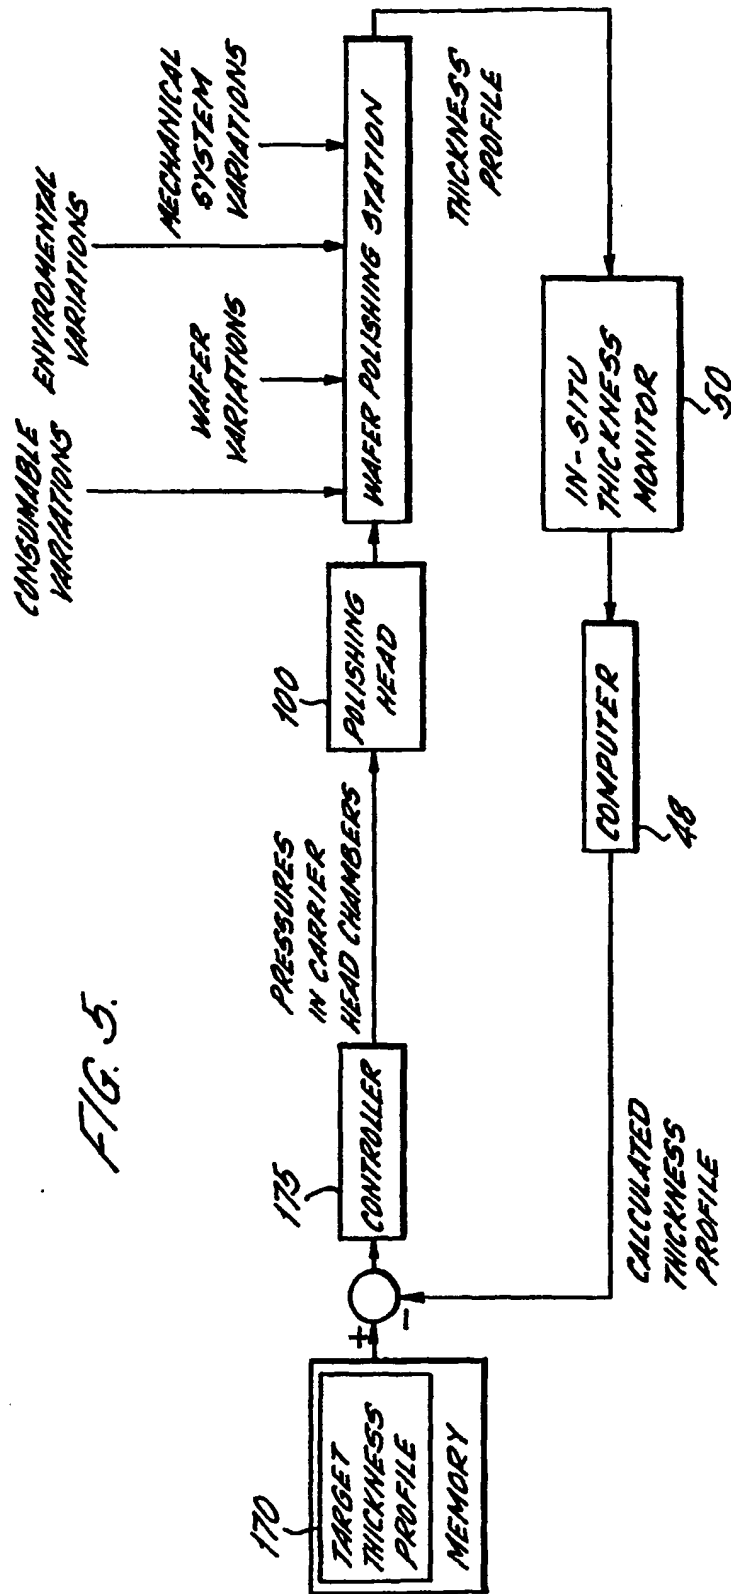 FIG. 5.
CONSUMABLE
VARIATIONS
ENVIROMENTAL
VARIATIONS
WAFER
VARIATIONS
MECHANICAL
SYSTEM
VARIATIONS
170
TARGET
THICKNESS
PROFILE
MEMORY
+
-
175
CONTROLLER
PRESSURES
IN CARRIER
HEAD CHAMBERS
100
POLISHING
HEAD
WAFER POLISHING STATION
THICKNESS
PROFILE
IN-SITU
THICKNESS
MONITOR
50
COMPUTER
48
CALCULATED
THICKNESS
PROFILE